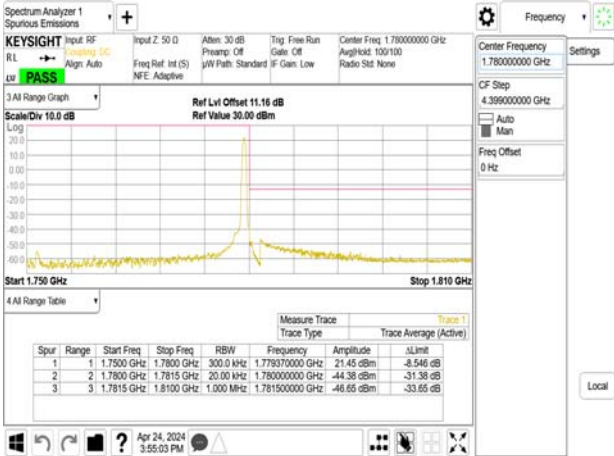 Spectrum Analyzer 1
Spurious Emissions
Frequency
KEYSIGHT
RL
LV
PASS
Input: RF
Coupling: DC
Align: Auto
Input Z: 50 Ω
Freq Ref: Int (S)
NFE: Adaptive
Atten: 30 dB
Preamp: Off
µW Path: Standard
Trig: Free Run
Gate: Off
IF Gain: Low
Center Freq: 1.780000000 GHz
Avg|Hold: 100/100
Radio Std: None
Center Frequency
1.780000000 GHz
Settings
CF Step
4.399000000 GHz
Auto
Man
Freq Offset
0 Hz
Local
3 All Range Graph
Scale/Div 10.0 dB
Ref Lvl Offset 11.16 dB
Ref Value 30.00 dBm
Log
20.0
10.0
0.00
-10.0
-20.0
-30.0
-40.0
-50.0
-60.0
Start 1.750 GHz
Stop 1.810 GHz
4 All Range Table
Measure Trace Trace 1
Trace Type Trace Average (Active)
Spur Range Start Freq Stop Freq RBW Frequency Amplitude ΔLimit
1 1 1.7500 GHz 1.7800 GHz 300.0 kHz 1.779370000 GHz 21.45 dBm -8.546 dB
2 2 1.7800 GHz 1.7815 GHz 20.00 kHz 1.780000000 GHz -44.38 dBm -31.38 dB
3 3 1.7815 GHz 1.8100 GHz 1.000 MHz 1.781500000 GHz -46.65 dBm -33.65 dB
?
Apr 24, 2024
3:55:03 PM